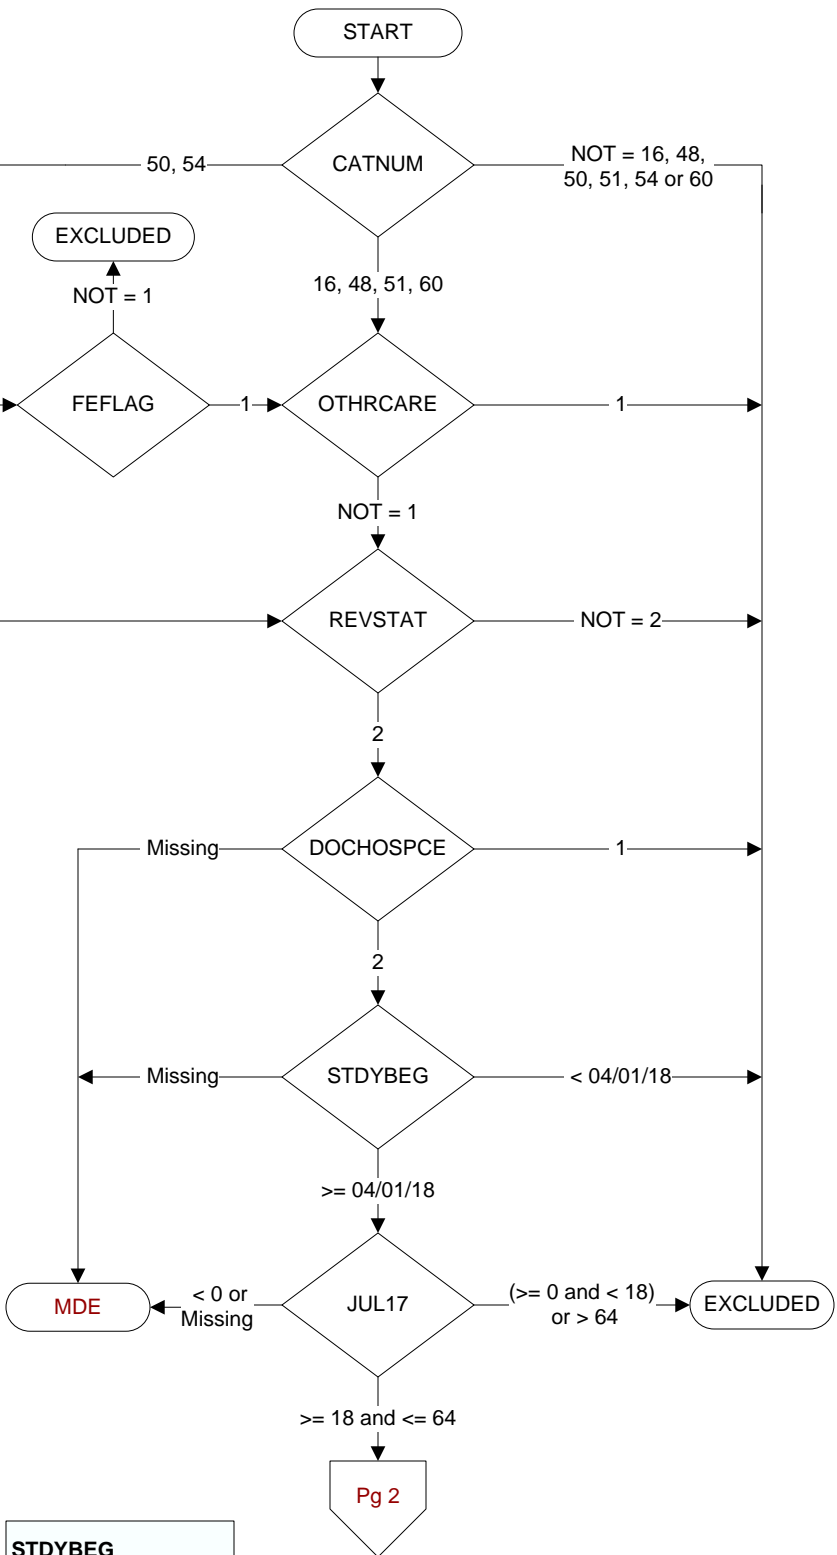 START
CATNUM
50, 54
NOT = 16, 48,
50, 51, 54 or 60
EXCLUDED
NOT = 1
16, 48, 51, 60
FEFLAG
1
OTHRCARE
1
NOT = 1
REVSTAT
NOT = 2
2
Missing
DOCHOSPCE
1
2
Missing
STDYBEG
< 04/01/18
>= 04/01/18
MDE
< 0 or
Missing
JUL17
(>= 0 and < 18)
or > 64
EXCLUDED
>= 18 and <= 64
Pg 2
STDYBEG